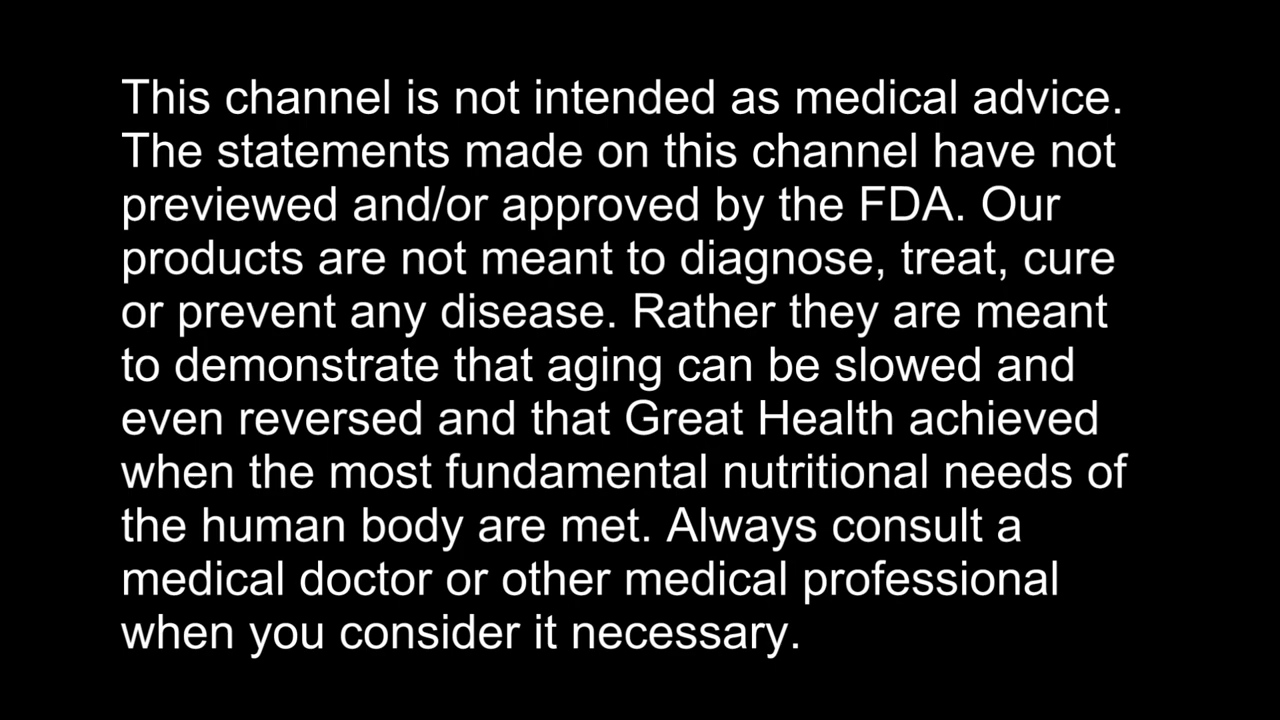 This channel is not intended as medical advice.
The statements made on this channel have not
previewed and/or approved by the FDA. Our
products are not meant to diagnose, treat, cure
or prevent any disease. Rather they are meant
to demonstrate that aging can be slowed and
even reversed and that Great Health achieved
when the most fundamental nutritional needs of
the human body are met. Always consult a
medical doctor or other medical professional
when you consider it necessary.